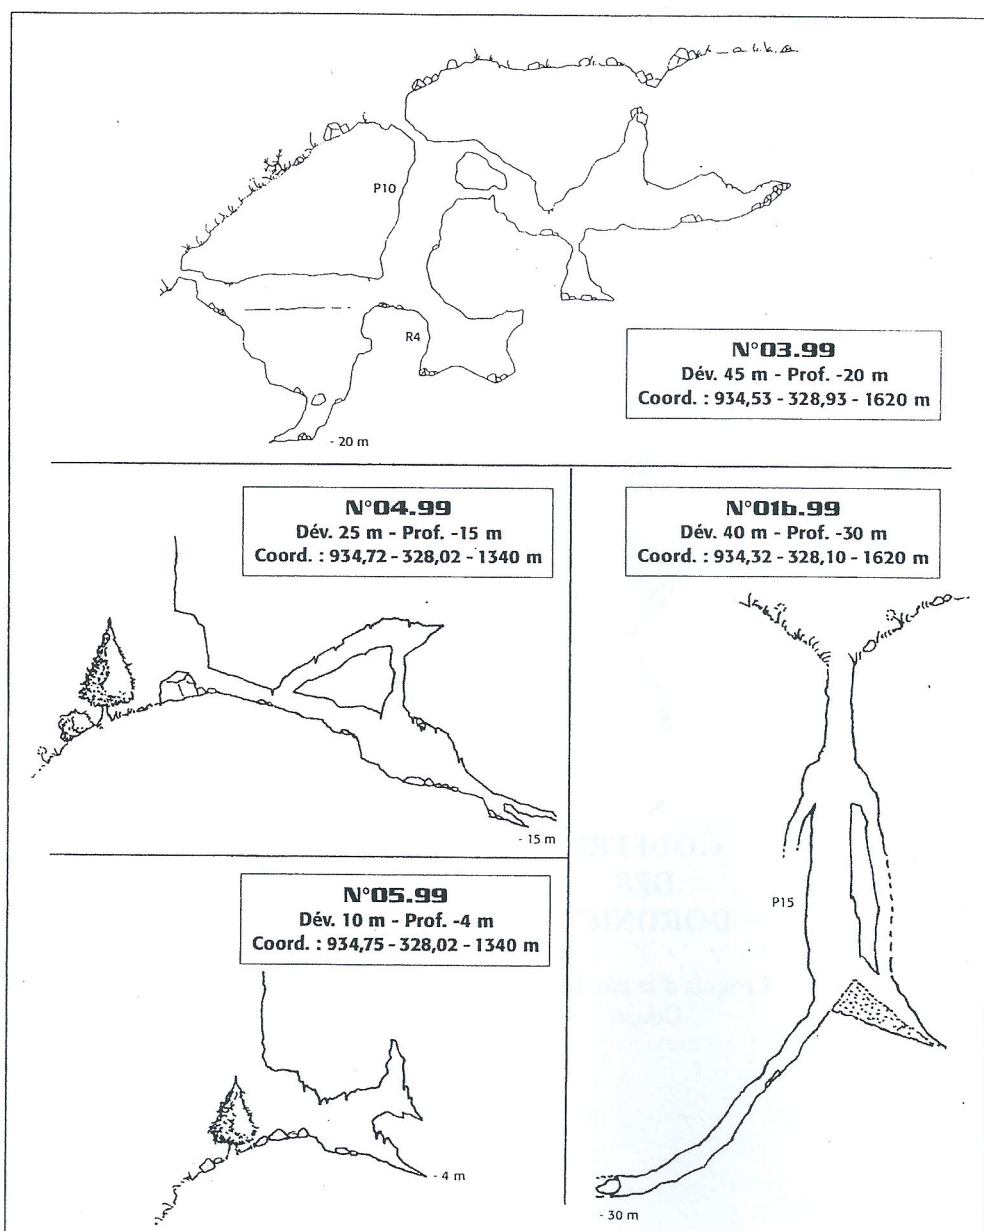 P10
R4
N°03.99
Dév. 45 m - Prof. -20 m
Coord. : 934,53 - 328,93 - 1620 m
- 20 m
N°04.99
Dév. 25 m - Prof. -15 m
Coord. : 934,72 - 328,02 - 1340 m
- 15 m
N°01b.99
Dév. 40 m - Prof. -30 m
Coord. : 934,32 - 328,10 - 1620 m
P15
- 30 m
N°05.99
Dév. 10 m - Prof. -4 m
Coord. : 934,75 - 328,02 - 1340 m
- 4 m